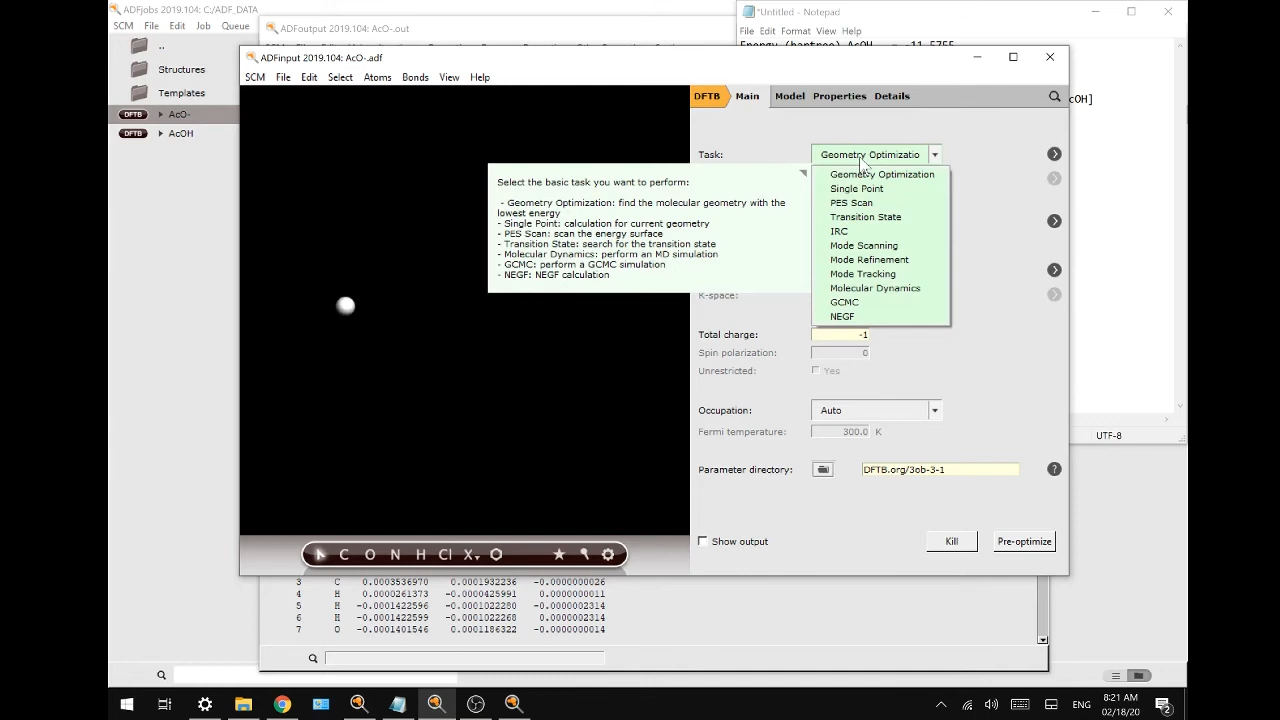 ADFjobs 2019.104: C:/ADF_DATA
SCM File Edit Job Queue
..
Structures
Templates
DFTB AcO-
DFTB AcOH
ADFoutput 2019.104: AcO-.out
*Untitled - Notepad
File Edit Format View Help
Energy (hartree) AcOH = -11.5755
cOH]
UTF-8
ADFinput 2019.104: AcO-.adf
SCM File Edit Select Atoms Bonds View Help
DFTB Main Model Properties Details
Task: Geometry Optimizatio
Select the basic task you want to perform:
- Geometry Optimization: find the molecular geometry with the
lowest energy
- Single Point: calculation for current geometry
- PES Scan: scan the energy surface
- Transition State: search for the transition state
- Molecular Dynamics: perform an MD simulation
- GCMC: perform a GCMC simulation
- NEGF: NEGF calculation
Geometry Optimization
Single Point
PES Scan
Transition State
IRC
Mode Scanning
Mode Refinement
Mode Tracking
Molecular Dynamics
GCMC
NEGF
K-space:
Total charge: -1
Spin polarization: 0
Unrestricted: Yes
Occupation: Auto
Fermi temperature: 300.0 K
Parameter directory: DFTB.org/3ob-3-1 ?
Show output Kill Pre-optimize
C O N H Cl X
3 C 0.0003536970 0.0001932236 -0.0000000026
4 H 0.0000261373 -0.0000425991 0.0000000011
5 H -0.0001422596 -0.0001022280 -0.0000002314
6 H -0.0001422599 -0.0001022268 0.0000002314
7 O -0.0001401546 0.0001186322 -0.0000000014
ENG
8:21 AM
02/18/20
2